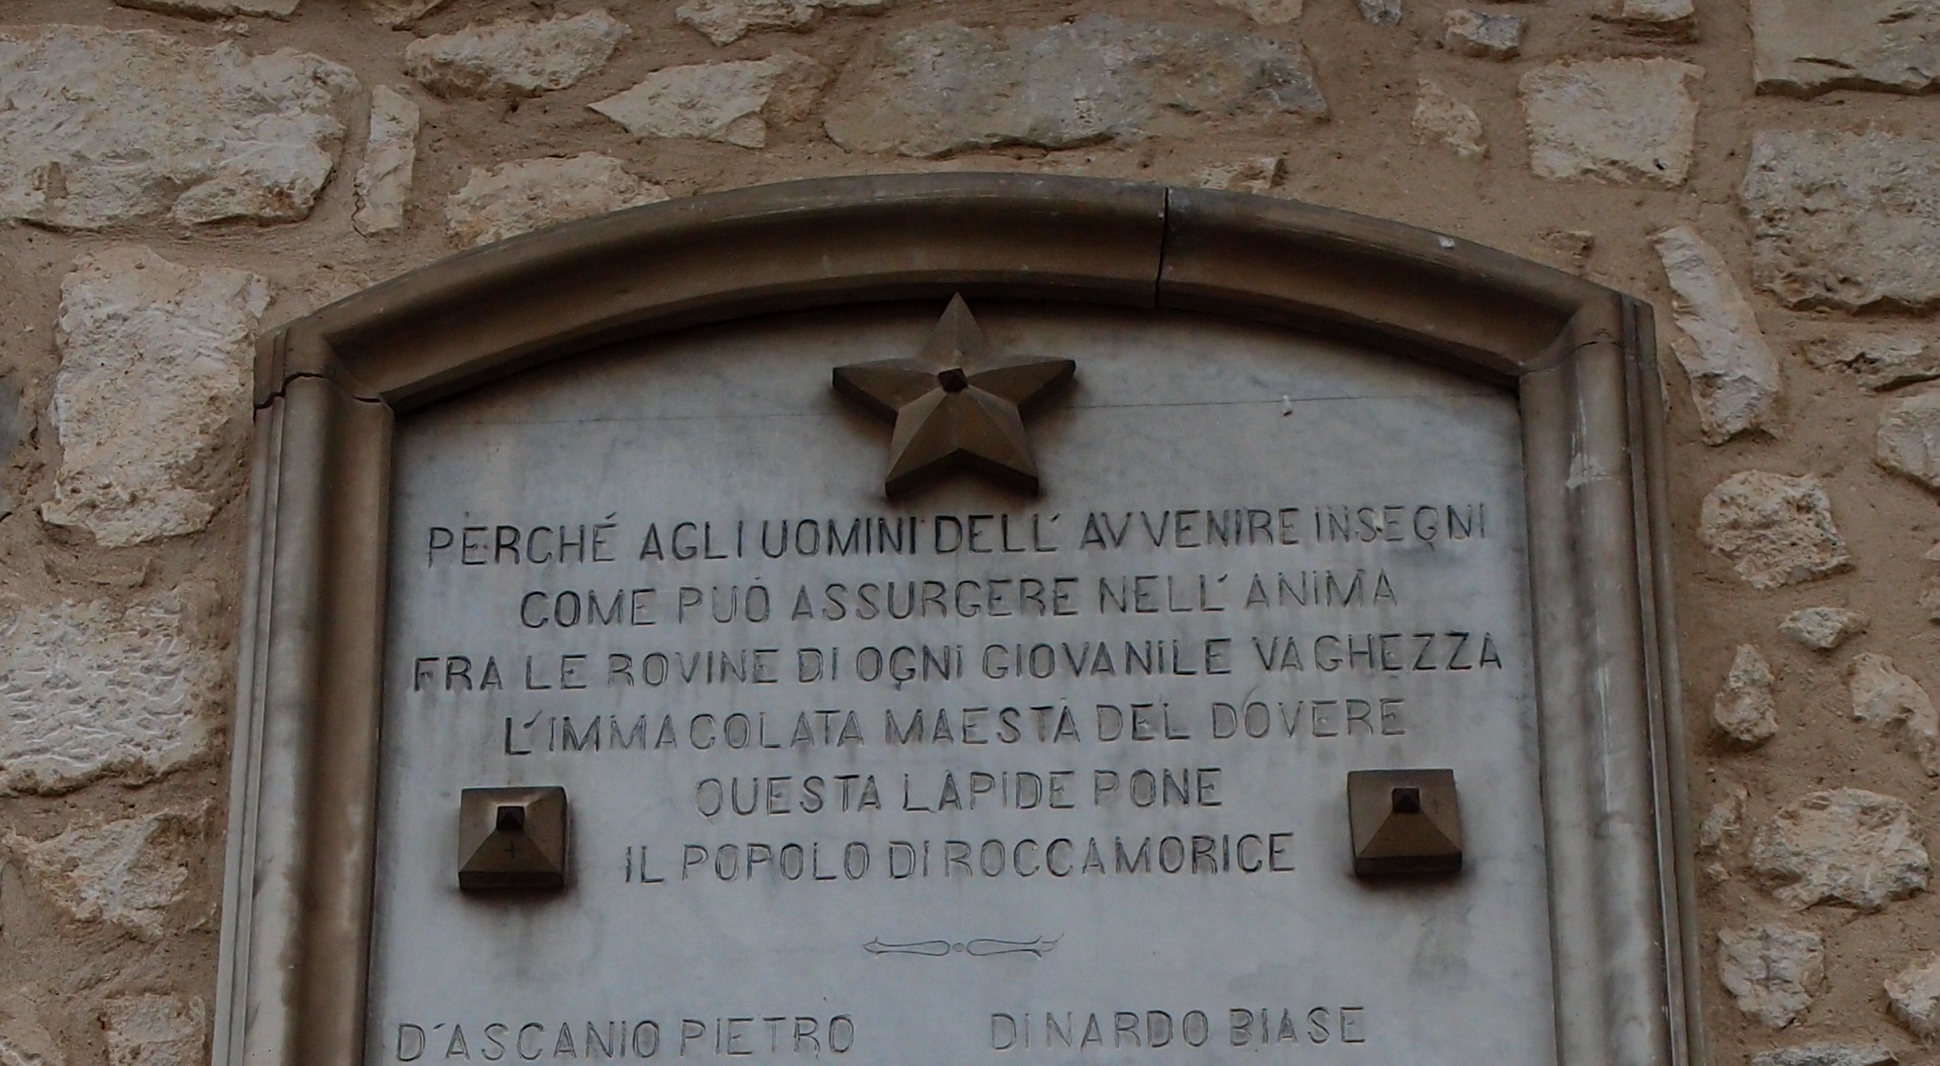 PERCHÉ AGLI UOMINI DELL' AVVENIRE INSEGNI
COME PUÒ ASSURGERE NELL' ANIMA
FRA LE ROVINE DI OGNI GIOVANILE VAGHEZZA
L'IMMACOLATA MAESTÀ DEL DOVERE
QUESTA LAPIDE PONE
IL POPOLO DI ROCCAMORICE
D'ASCANIO PIETRO DI NARDO BIASE